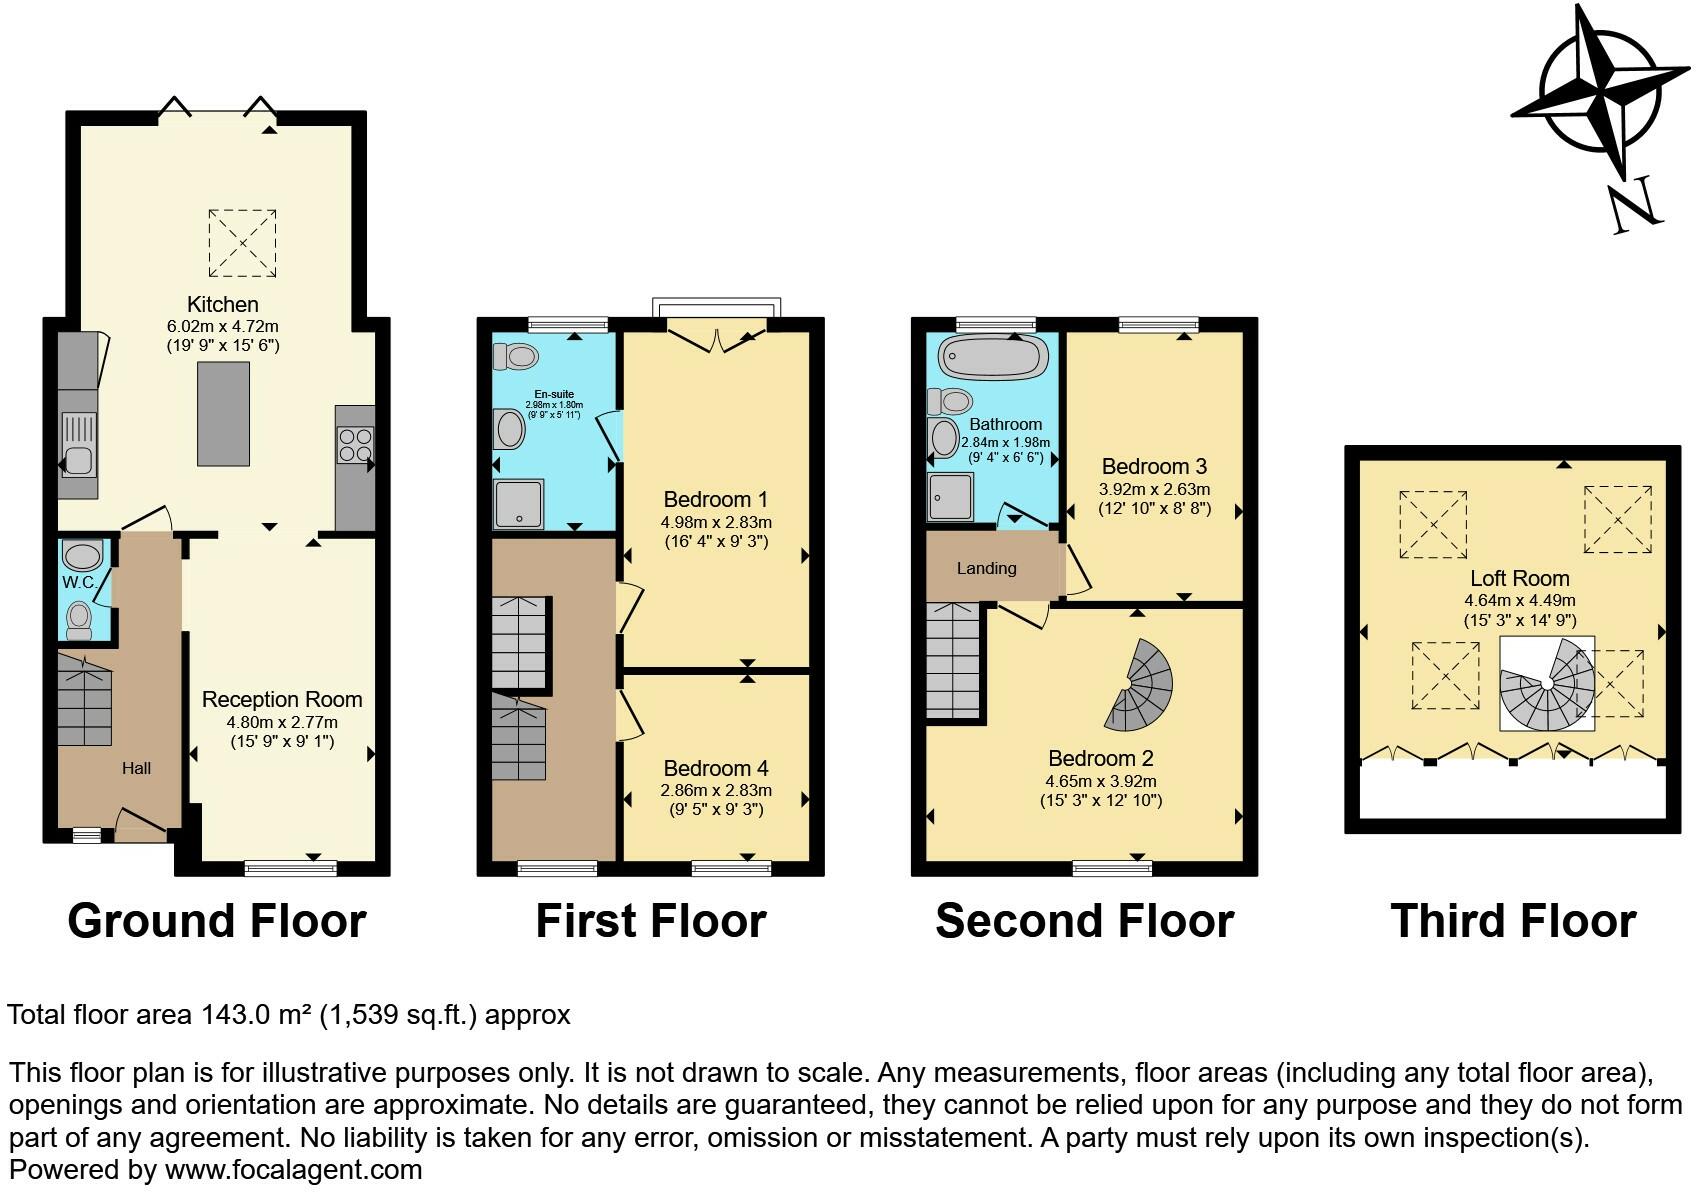 N
Kitchen
6.02m x 4.72m
(19' 9" x 15' 6")
W.C.
Hall
Reception Room
4.80m x 2.77m
(15' 9" x 9' 1")
Ground Floor
En-suite
2.98m x 1.80m
(9' 9" x 5' 11")
Bedroom 1
4.98m x 2.83m
(16' 4" x 9' 3")
Bedroom 4
2.86m x 2.83m
(9' 5" x 9' 3")
First Floor
Bathroom
2.84m x 1.98m
(9' 4" x 6' 6")
Bedroom 3
3.92m x 2.63m
(12' 10" x 8' 8")
Landing
Bedroom 2
4.65m x 3.92m
(15' 3" x 12' 10")
Second Floor
Loft Room
4.64m x 4.49m
(15' 3" x 14' 9")
Third Floor
Total floor area 143.0 m² (1,539 sq.ft.) approx
This floor plan is for illustrative purposes only. It is not drawn to scale. Any measurements, floor areas (including any total floor area),
openings and orientation are approximate. No details are guaranteed, they cannot be relied upon for any purpose and they do not form
part of any agreement. No liability is taken for any error, omission or misstatement. A party must rely upon its own inspection(s).
Powered by www.focalagent.com